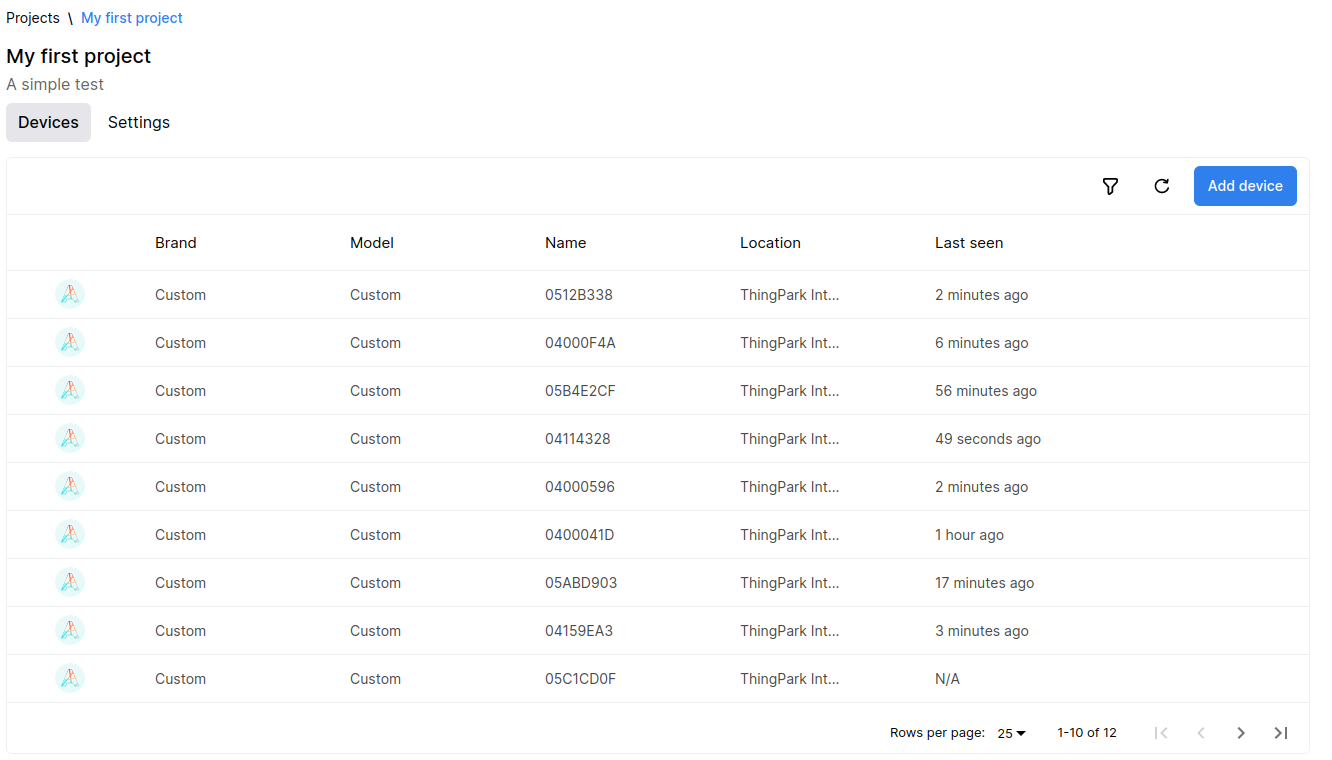 Projects \ My first project
My first project
A simple test
Devices Settings
Add device
Brand Model Name Location Last seen
Custom Custom 0512B338 ThingPark Int... 2 minutes ago
Custom Custom 04000F4A ThingPark Int... 6 minutes ago
Custom Custom 05B4E2CF ThingPark Int... 56 minutes ago
Custom Custom 04114328 ThingPark Int... 49 seconds ago
Custom Custom 04000596 ThingPark Int... 2 minutes ago
Custom Custom 0400041D ThingPark Int... 1 hour ago
Custom Custom 05ABD903 ThingPark Int... 17 minutes ago
Custom Custom 04159EA3 ThingPark Int... 3 minutes ago
Custom Custom 05C1CD0F ThingPark Int... N/A
Rows per page: 25 1-10 of 12